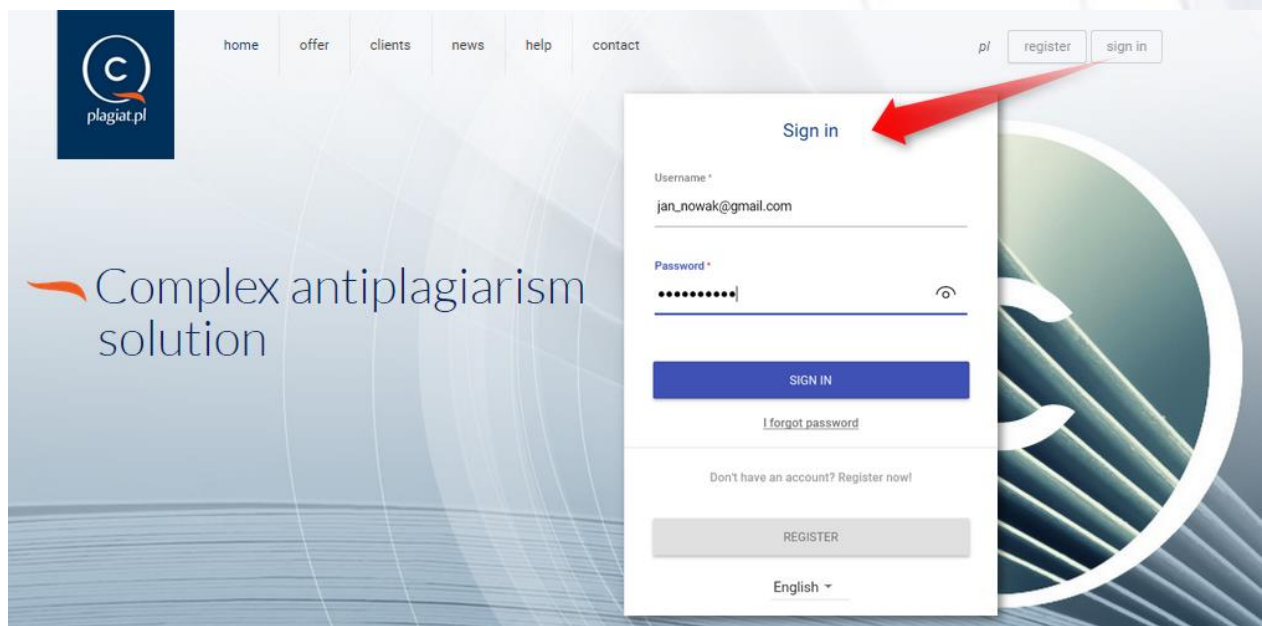 home offer clients news help contact pl register sign in
C
plagiat.pl
Complex antiplagiarism
solution
Sign in
Username *
jan_nowak@gmail.com
Password *
••••••••••
SIGN IN
I forgot password
Don't have an account? Register now!
REGISTER
English